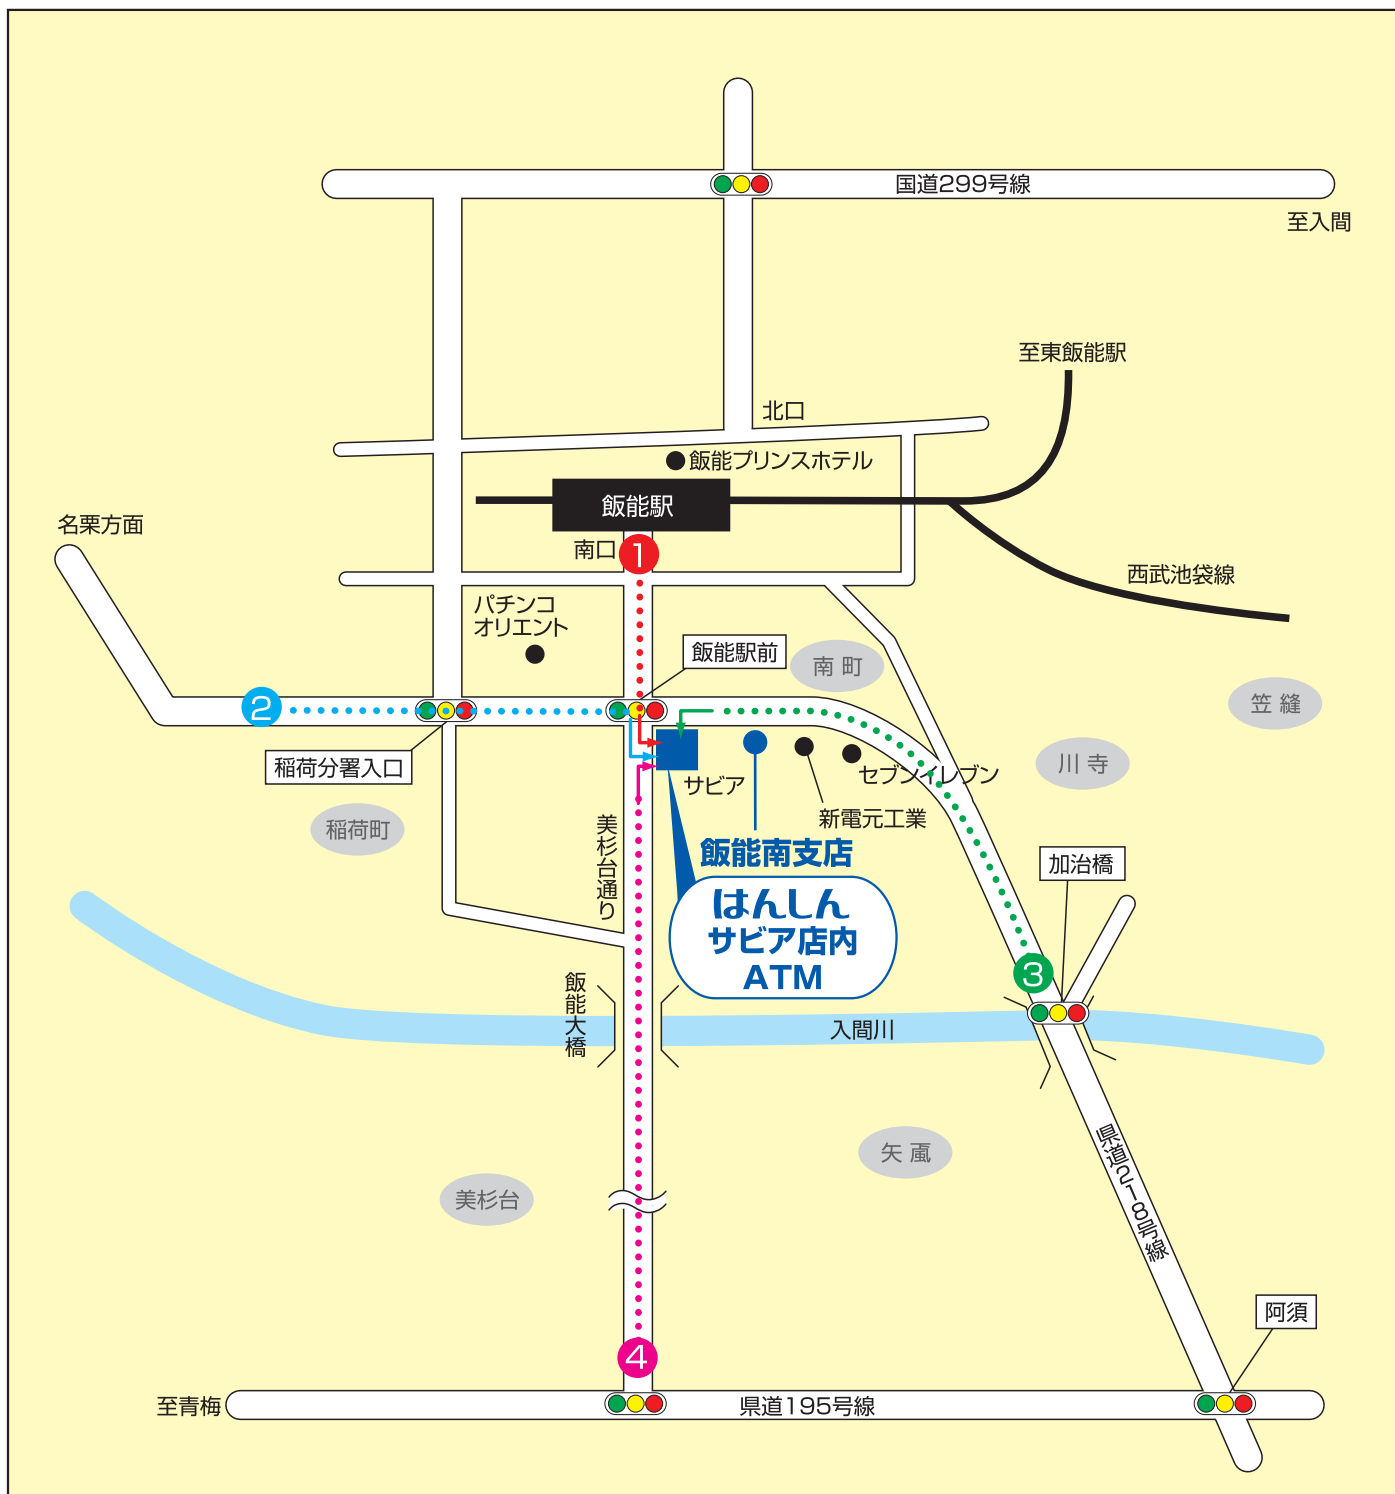 国道299号線
至入間
至東飯能駅
北口
飯能プリンスホテル
飯能駅
名栗方面
南口
1
西武池袋線
パチンコ
オリエント
飯能駅前
南町
笠縫
2
稲荷分署入口
川寺
サビア
セブンイレブン
新電元工業
稲荷町
美杉台通り
飯能南支店
加治橋
はんしん
サビア店内
ATM
3
飯能大橋
入間川
矢颪
県道218号線
美杉台
阿須
4
至青梅
県道195号線